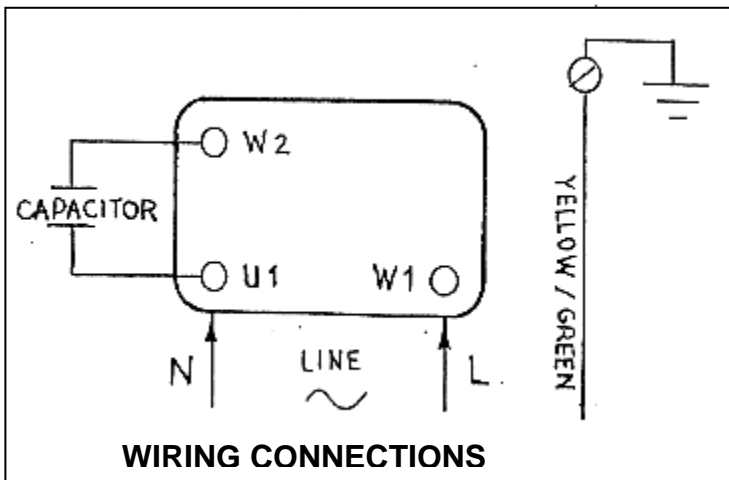 W2
CAPACITOR
U1
W1
N
LINE
L
YELLOW / GREEN
WIRING CONNECTIONS